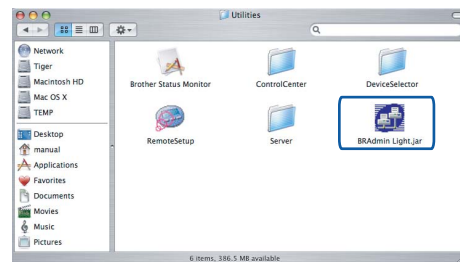 Utilities
Network
Tiger
Macintosh HD
Mac OS X
TEMP
Desktop
manual
Applications
Favorites
Documents
Movies
Music
Pictures
Brother Status Monitor
ControlCenter
DeviceSelector
RemoteSetup
Server
BRAdmin Light.jar
6 items, 386.5 MB available